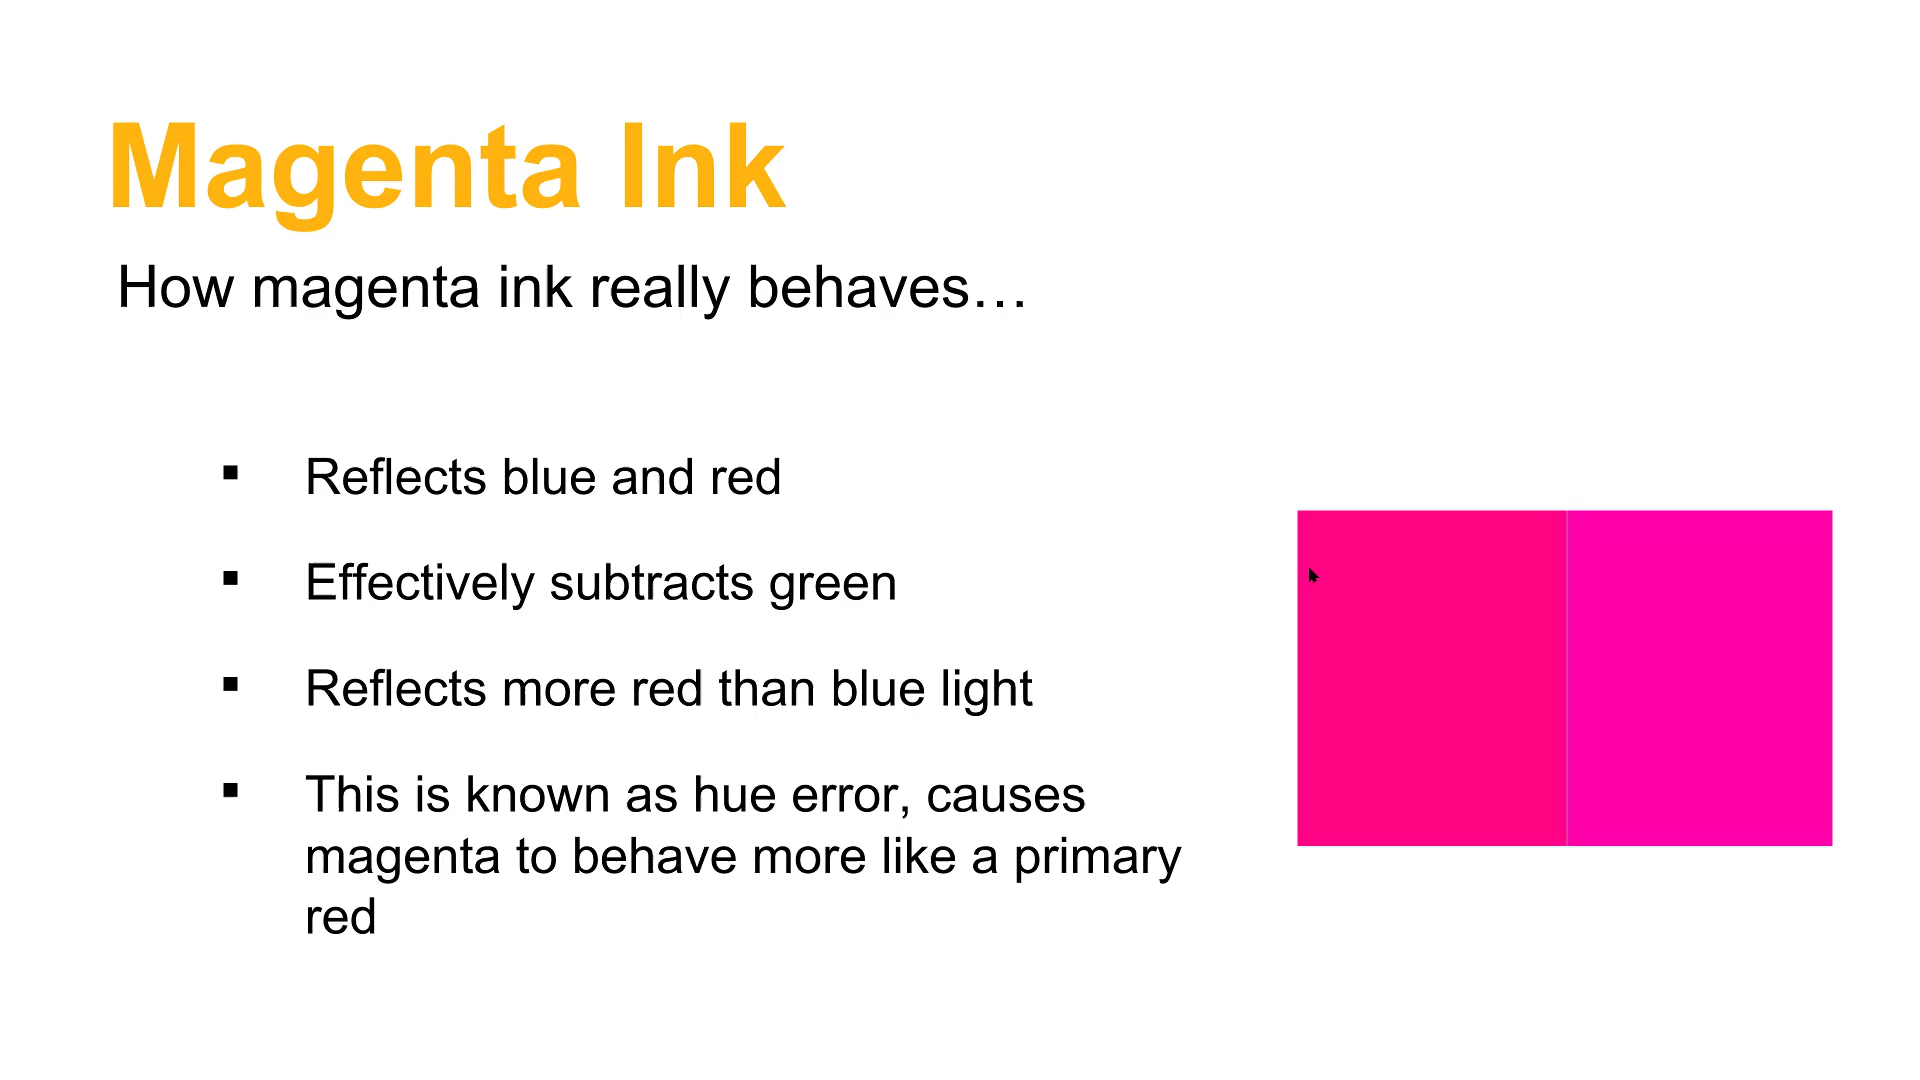 Magenta Ink
How magenta ink really behaves…
▪ Reflects blue and red
▪ Effectively subtracts green
▪ Reflects more red than blue light
▪ This is known as hue error, causes
magenta to behave more like a primary
red